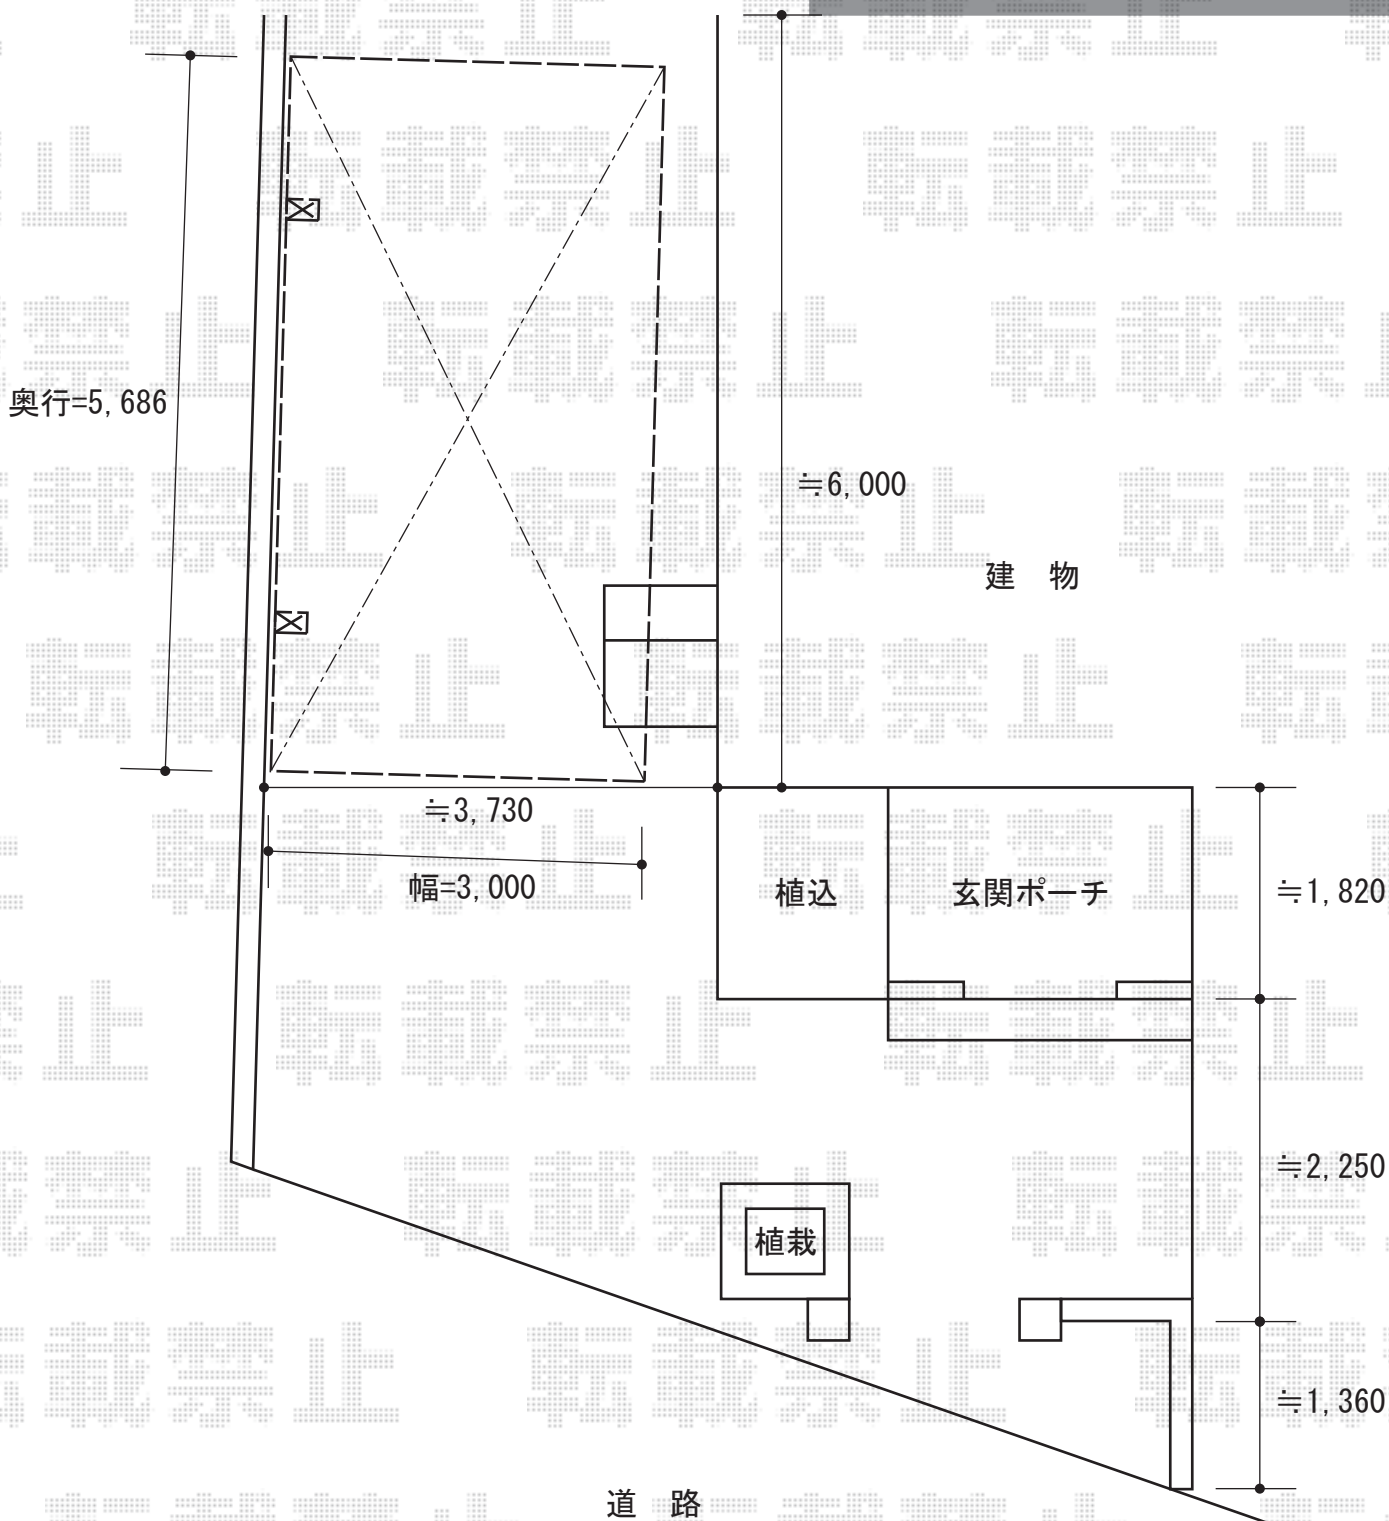 奥行=5,686
≒6,000
建 物
≒3,730
幅=3,000
植込
玄関ポーチ
≒1,820
≒2,250
植栽
≒1,360
道 路
転載禁止